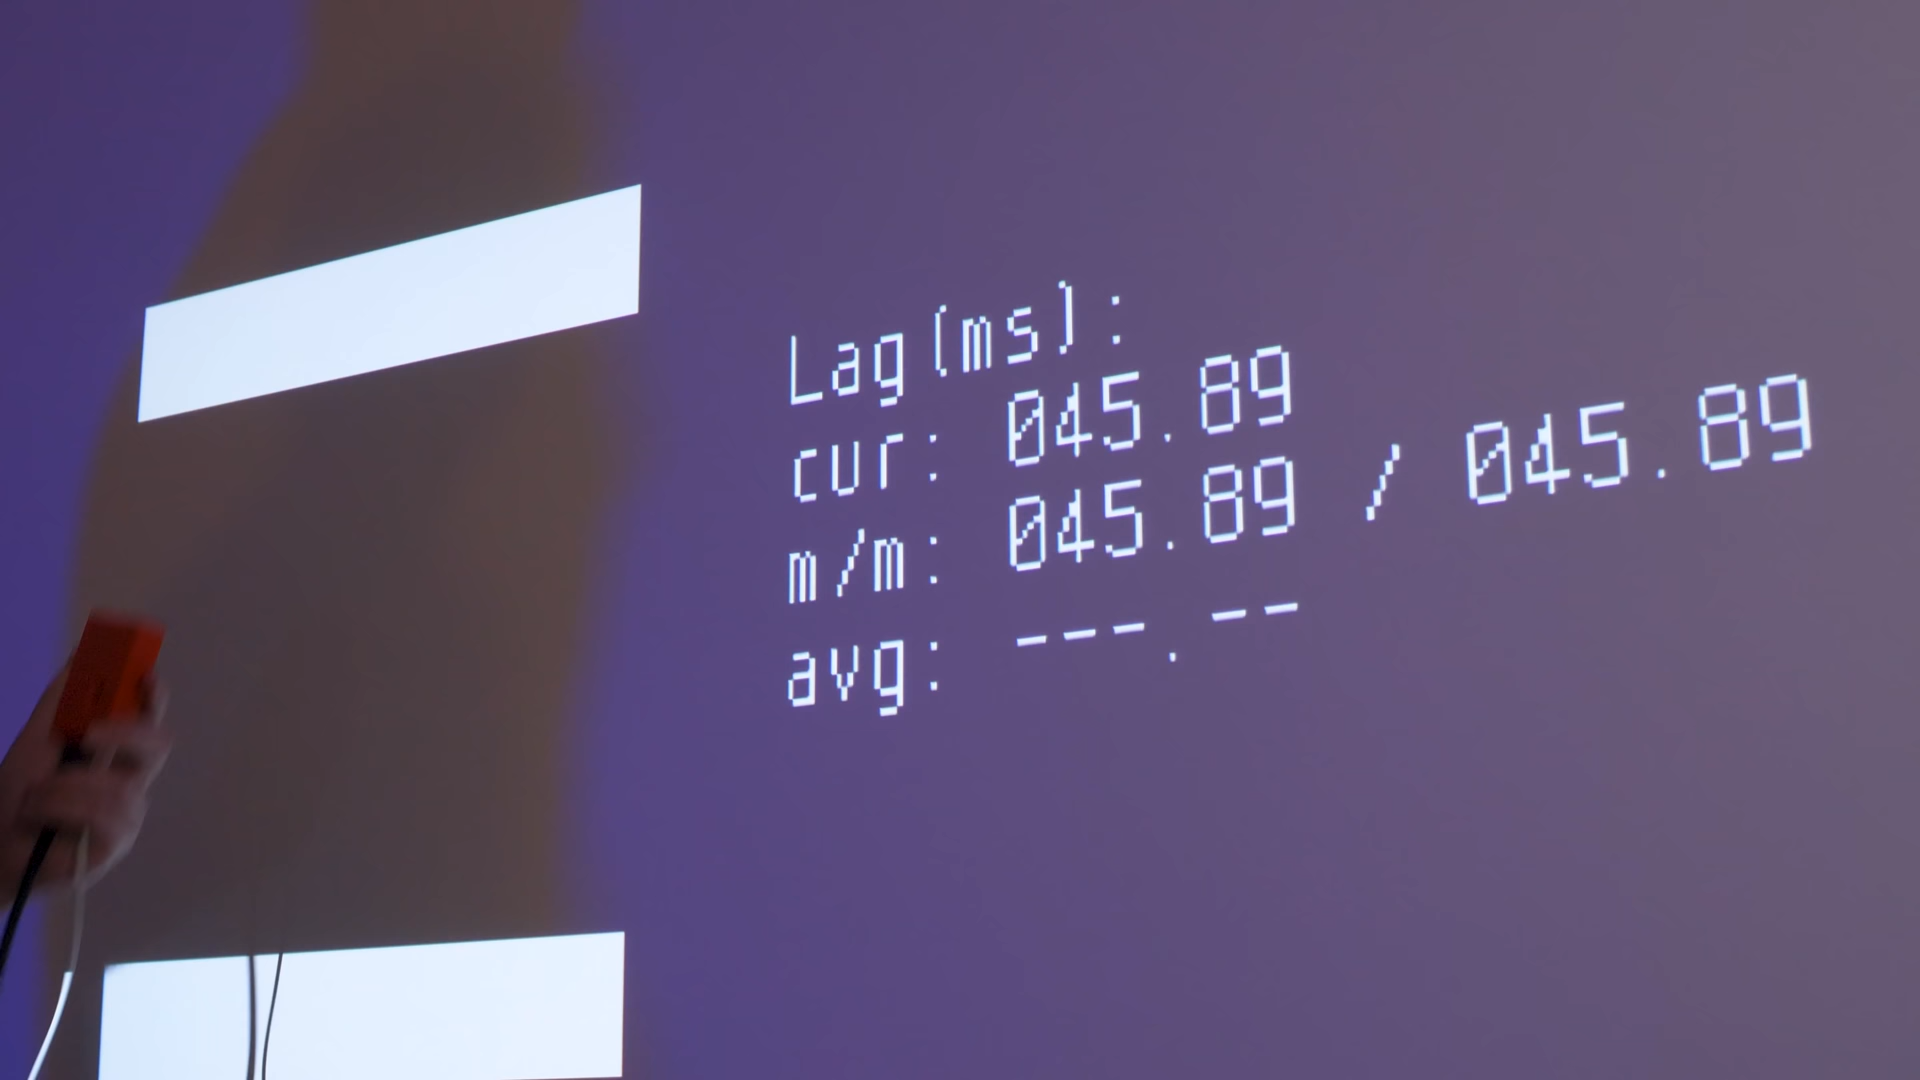 Lag(ms):
cur: 045.89
m/m: 045.89 / 045.89
avg: ---.--